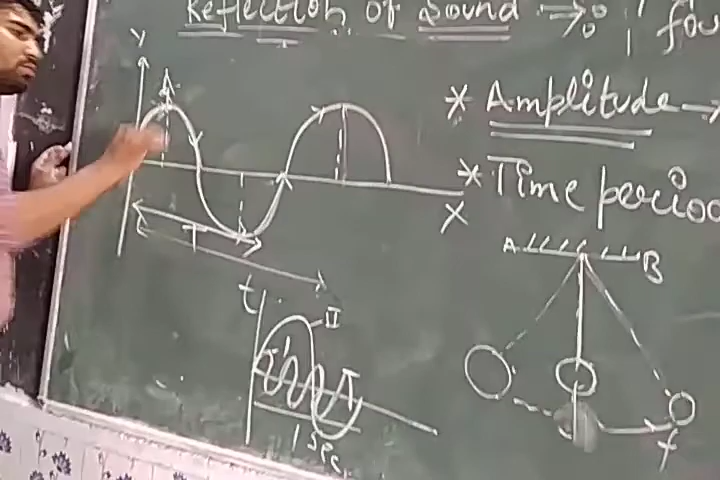 Reflection of Sound →
* Amplitude →
* Time period
Y
X
T
A
B
t
II
I
1 Sec
f